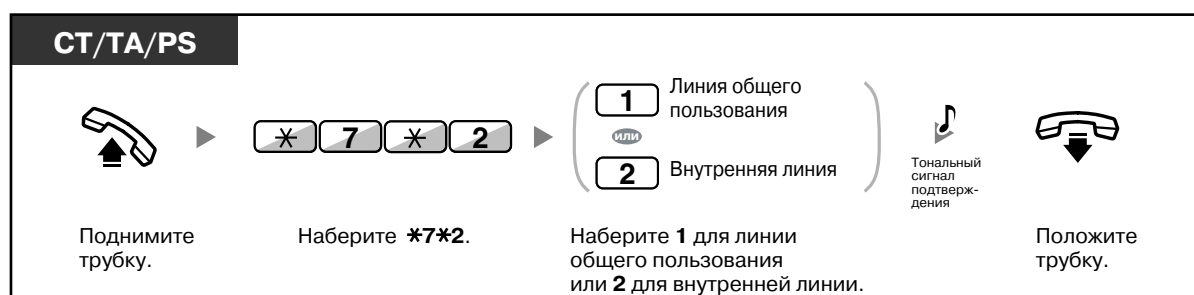 CT/TA/PS
* 7 * 2
1 Линия общего
пользования
или
2 Внутренняя линия
Тональный
сигнал
подтверж-
дения
Поднимите
трубку.
Наберите *7*2.
Наберите 1 для линии
общего пользования
или 2 для внутренней линии.
Положите
трубку.